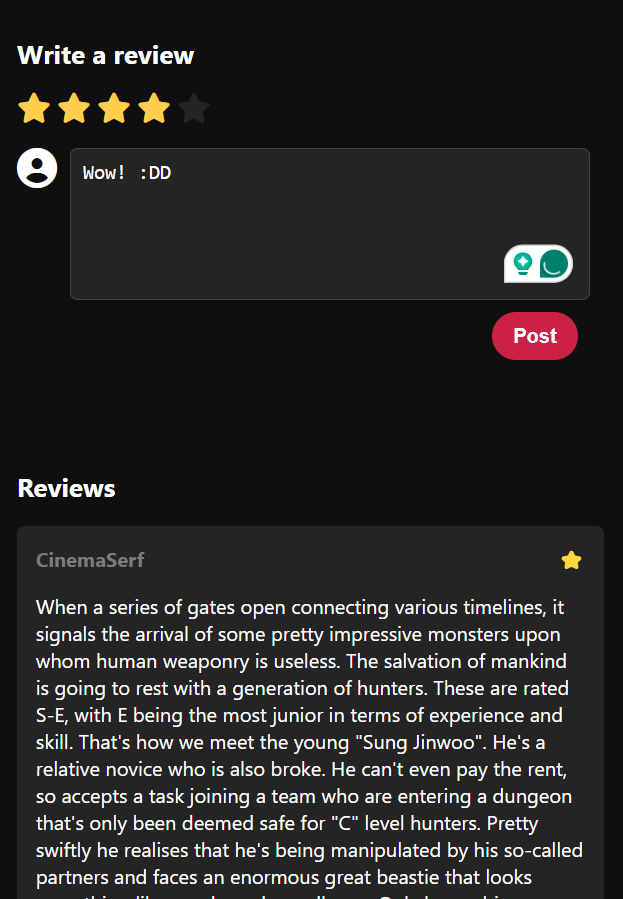 Write a review
Wow! :DD
Post
Reviews
CinemaSerf
When a series of gates open connecting various timelines, it
signals the arrival of some pretty impressive monsters upon
whom human weaponry is useless. The salvation of mankind
is going to rest with a generation of hunters. These are rated
S-E, with E being the most junior in terms of experience and
skill. That's how we meet the young "Sung Jinwoo". He's a
relative novice who is also broke. He can't even pay the rent,
so accepts a task joining a team who are entering a dungeon
that's only been deemed safe for "C" level hunters. Pretty
swiftly he realises that he's being manipulated by his so-called
partners and faces an enormous great beastie that looks